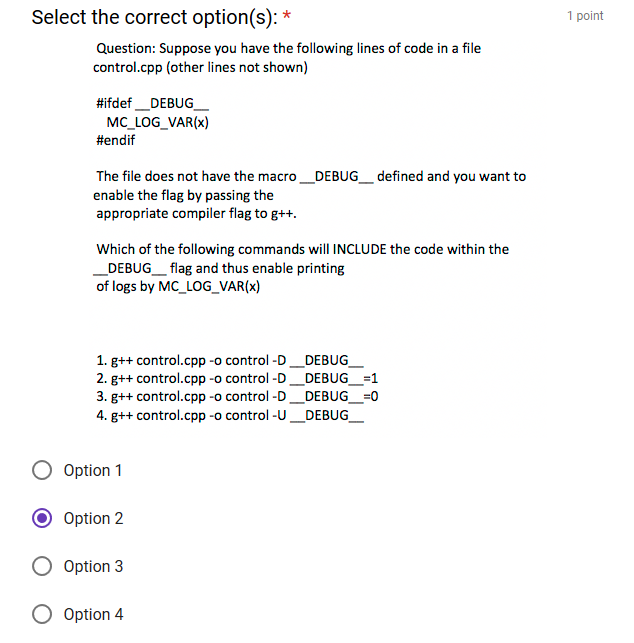 Select the correct option(s): *
1 point
Question: Suppose you have the following lines of code in a file
control.cpp (other lines not shown)
#ifdef __DEBUG__
MC_LOG_VAR(x)
#endif
The file does not have the macro __DEBUG__ defined and you want to
enable the flag by passing the
appropriate compiler flag to g++.
Which of the following commands will INCLUDE the code within the
__DEBUG__ flag and thus enable printing
of logs by MC_LOG_VAR(x)
1. g++ control.cpp -o control -D __DEBUG__
2. g++ control.cpp -o control -D __DEBUG__=1
3. g++ control.cpp -o control -D __DEBUG__=0
4. g++ control.cpp -o control -U __DEBUG__
Option 1
Option 2
Option 3
Option 4